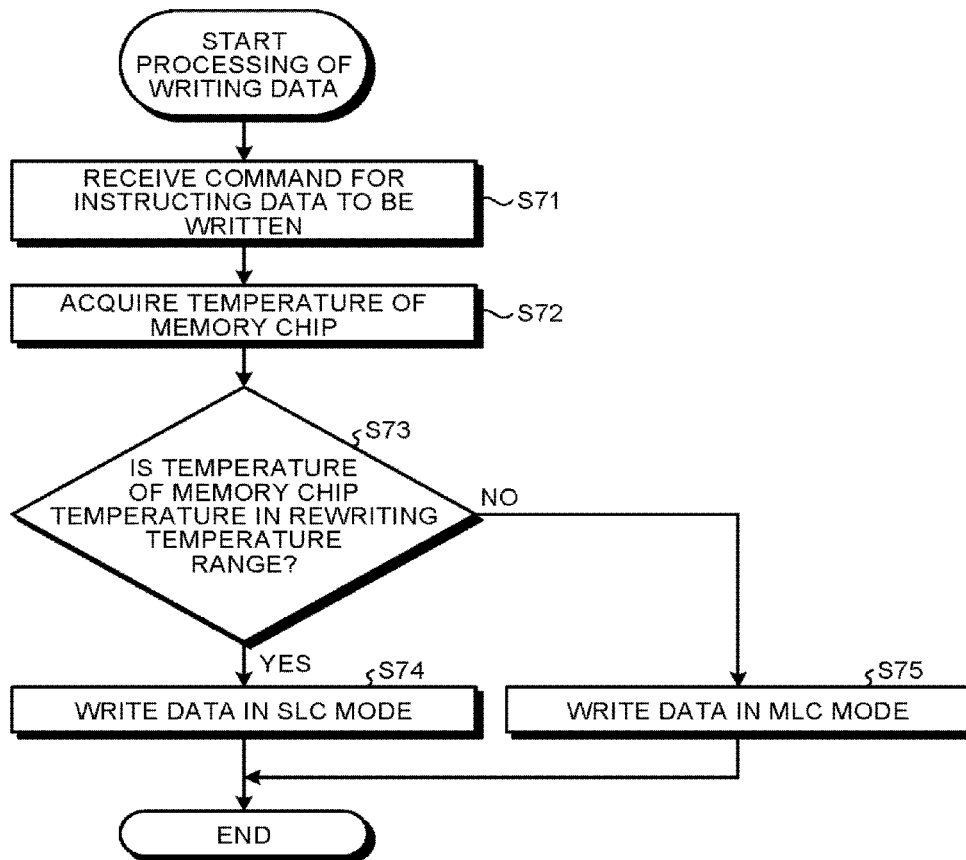 START
PROCESSING OF
WRITING DATA
RECEIVE COMMAND FOR
INSTRUCTING DATA TO BE
WRITTEN
S71
ACQUIRE TEMPERATURE OF
MEMORY CHIP
S72
S73
IS TEMPERATURE
OF MEMORY CHIP
TEMPERATURE IN REWRITING
TEMPERATURE
RANGE?
NO
YES
S74
WRITE DATA IN SLC MODE
S75
WRITE DATA IN MLC MODE
END